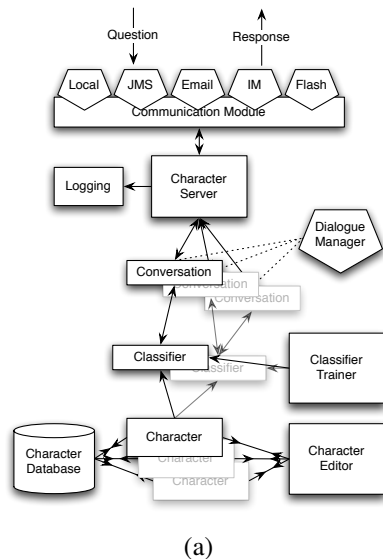 Question
Response
Local
JMS
Email
IM
Flash
Communication Module
Logging
Character
Server
Dialogue
Manager
Conversation
Conversation
Conversation
Classifier
Classifier
Classifier
Trainer
Character
Character
Character
Character
Database
Character
Editor
(a)